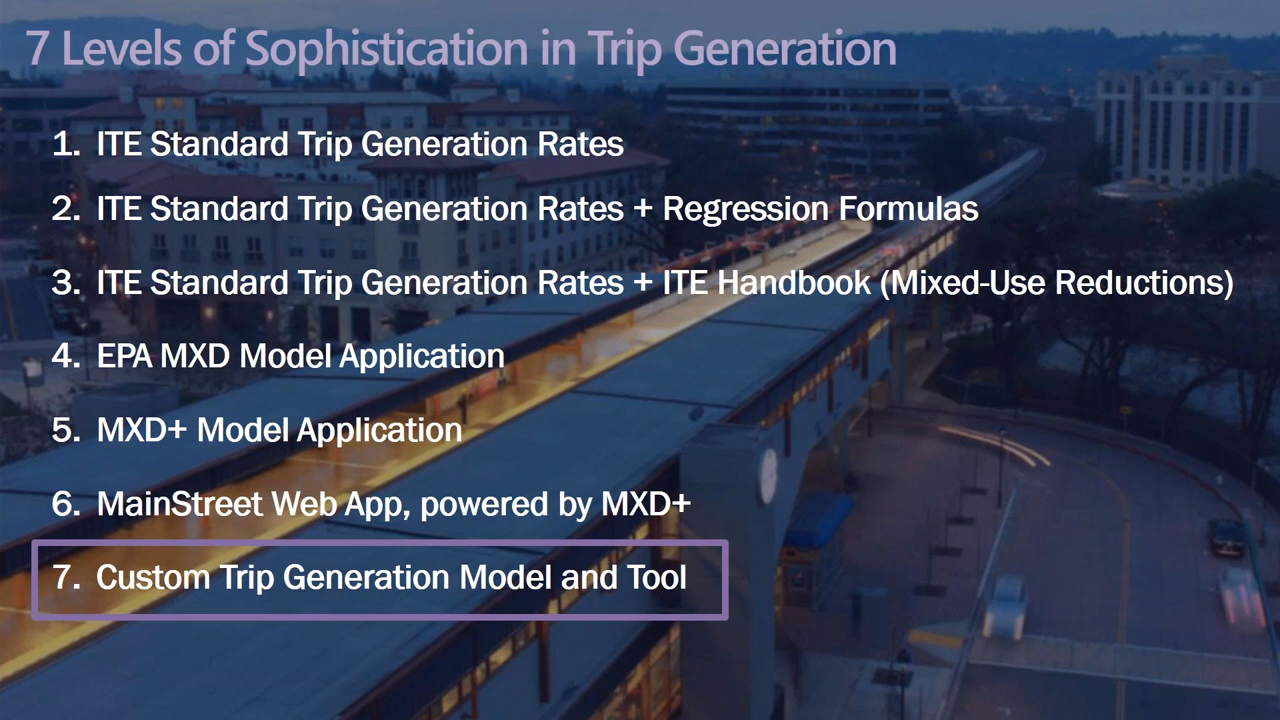 7 Levels of Sophistication in Trip Generation
1. ITE Standard Trip Generation Rates
2. ITE Standard Trip Generation Rates + Regression Formulas
3. ITE Standard Trip Generation Rates + ITE Handbook (Mixed-Use Reductions)
4. EPA MXD Model Application
5. MXD+ Model Application
6. MainStreet Web App, powered by MXD+
7. Custom Trip Generation Model and Tool